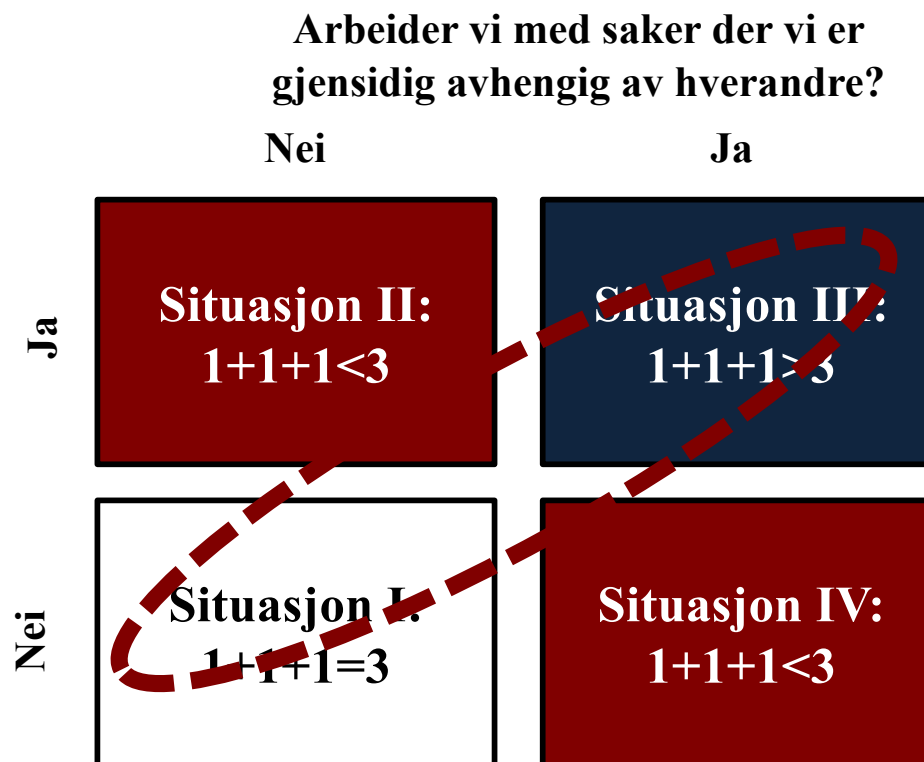 Arbeider vi med saker der vi er
gjensidig avhengig av hverandre?
Nei
Ja
Ja
Situasjon II:
1+1+1<3
Situasjon III:
1+1+1>3
Nei
Situasjon I:
1+1+1=3
Situasjon IV:
1+1+1<3